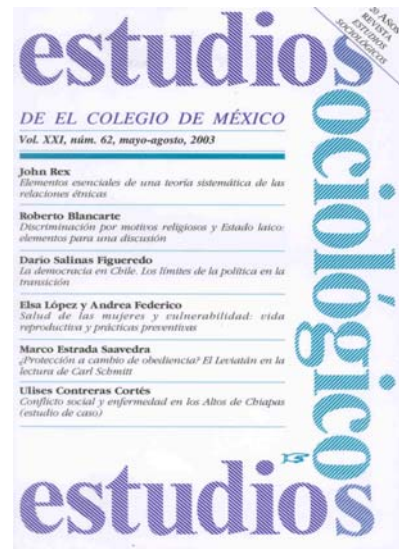 20 AÑOS
REVISTA
ESTUDIOS
SOCIOLÓGICOS
estudios
sociológicos
DE EL COLEGIO DE MÉXICO
Vol. XXI, núm. 62, mayo-agosto, 2003
John Rex
Elementos esenciales de una teoría sistemática de las
relaciones étnicas
Roberto Blancarte
Discriminación por motivos religiosos y Estado laico:
elementos para una discusión
Darío Salinas Figueredo
La democracia en Chile. Los límites de la política en la
transición
Elsa López y Andrea Federico
Salud de las mujeres y vulnerabilidad: vida
reproductiva y prácticas preventivas
Marco Estrada Saavedra
¿Protección a cambio de obediencia? El Leviatán en la
lectura de Carl Schmitt
Ulises Contreras Cortés
Conflicto social y enfermedad en los Altos de Chiapas
(estudio de caso)
estudios